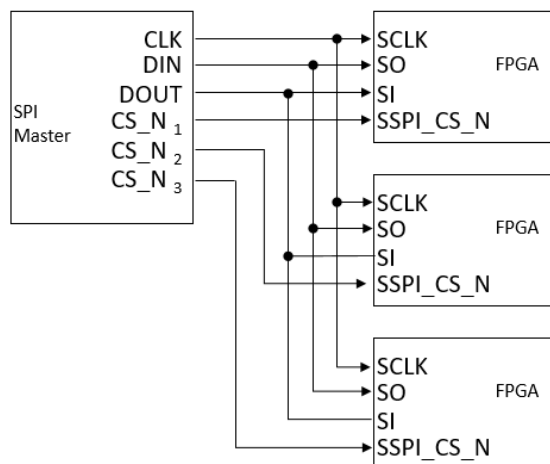 SPI
Master
CLK
DIN
DOUT
CS_N 1
CS_N 2
CS_N 3
SCLK
SO
SI
SSPI_CS_N
FPGA
SCLK
SO
SI
SSPI_CS_N
FPGA
SCLK
SO
SI
SSPI_CS_N
FPGA